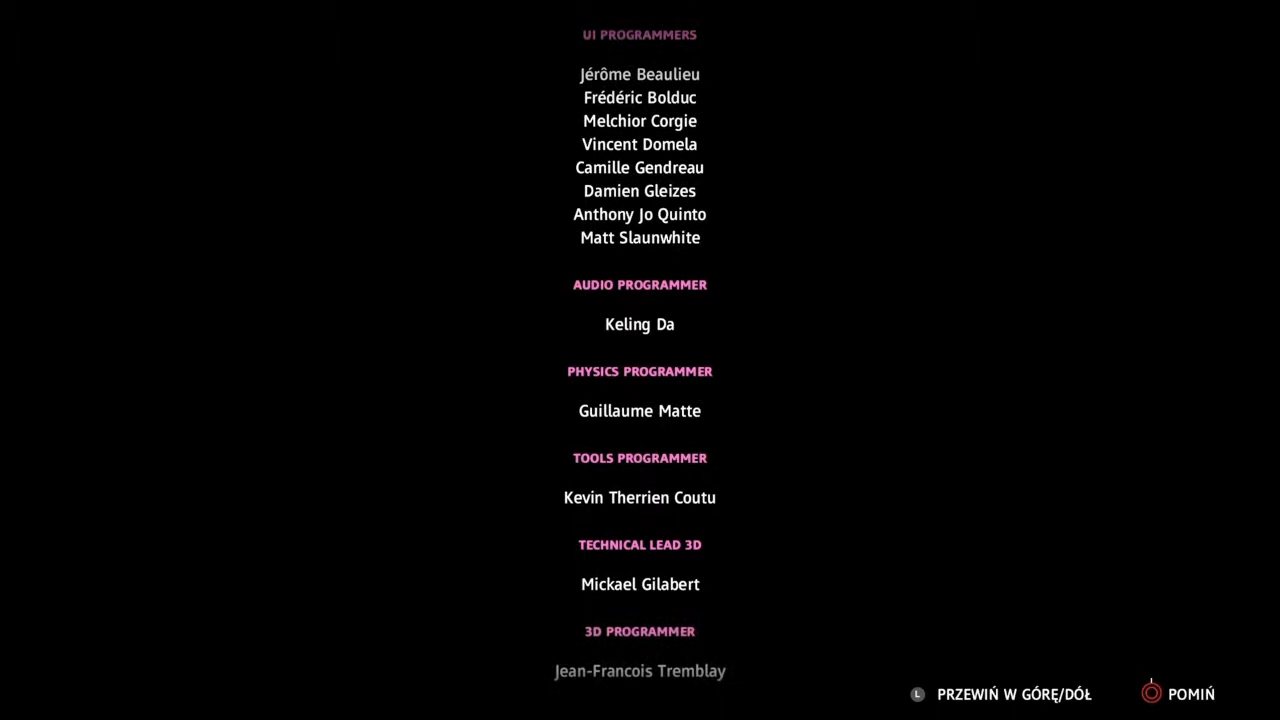 UI PROGRAMMERS
Jérôme Beaulieu
Frédéric Bolduc
Melchior Corgie
Vincent Domela
Camille Gendreau
Damien Gleizes
Anthony Jo Quinto
Matt Slaunwhite
AUDIO PROGRAMMER
Keling Da
PHYSICS PROGRAMMER
Guillaume Matte
TOOLS PROGRAMMER
Kevin Therrien Coutu
TECHNICAL LEAD 3D
Mickael Gilabert
3D PROGRAMMER
Jean-Francois Tremblay
L PRZEWIŃ W GÓRĘ/DÓŁ POMIŃ